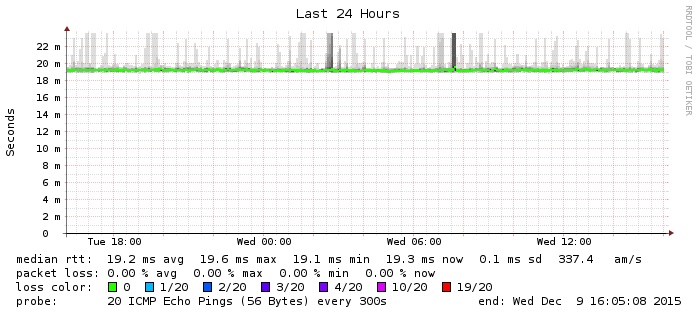 Last 24 Hours
RRDTOOL / TOBI OETIKER
Seconds
22 m
20 m
18 m
16 m
14 m
12 m
10 m
8 m
6 m
4 m
2 m
0
Tue 18:00 Wed 00:00 Wed 06:00 Wed 12:00
median rtt: 19.2 ms avg 19.6 ms max 19.1 ms min 19.3 ms now 0.1 ms sd 337.4 am/s
packet loss: 0.00 % avg 0.00 % max 0.00 % min 0.00 % now
loss color: 0 1/20 2/20 3/20 4/20 10/20 19/20
probe: 20 ICMP Echo Pings (56 Bytes) every 300s end: Wed Dec 9 16:05:08 2015